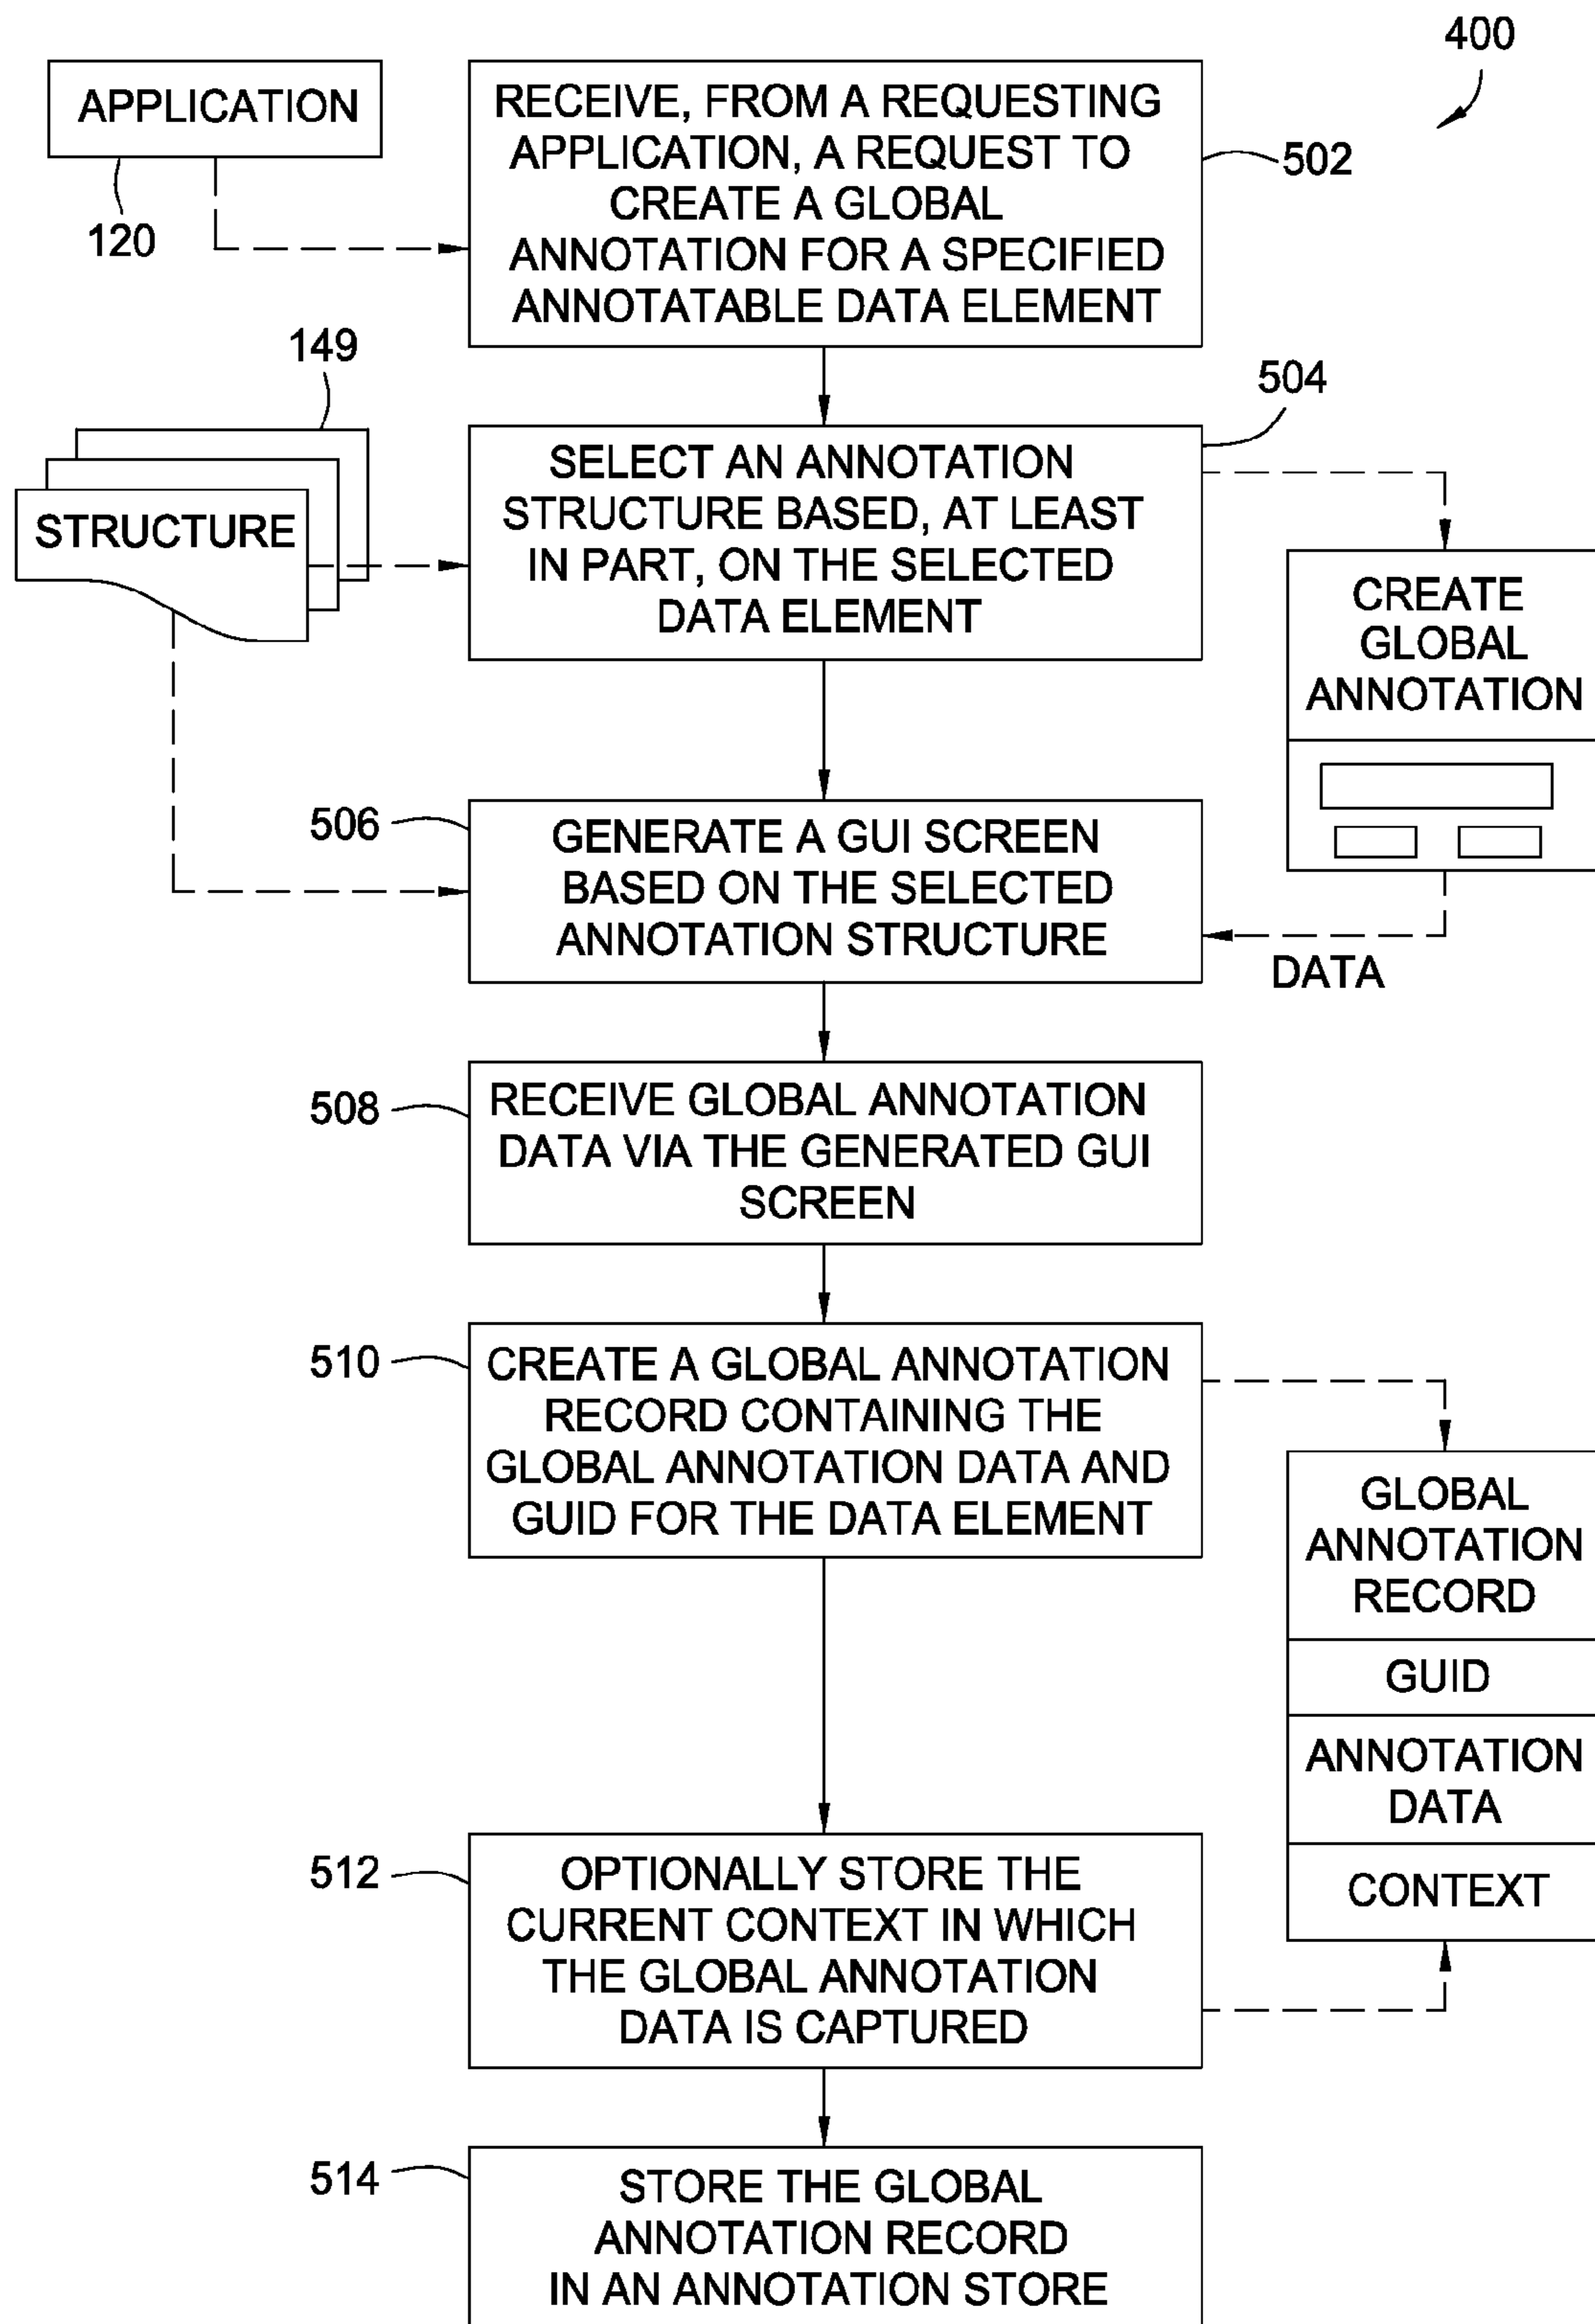 400
APPLICATION
120
RECEIVE, FROM A REQUESTING
APPLICATION, A REQUEST TO
CREATE A GLOBAL
ANNOTATION FOR A SPECIFIED
ANNOTATABLE DATA ELEMENT
502
149
STRUCTURE
SELECT AN ANNOTATION
STRUCTURE BASED, AT LEAST
IN PART, ON THE SELECTED
DATA ELEMENT
504
CREATE
GLOBAL
ANNOTATION
506
GENERATE A GUI SCREEN
BASED ON THE SELECTED
ANNOTATION STRUCTURE
DATA
508
RECEIVE GLOBAL ANNOTATION
DATA VIA THE GENERATED GUI
SCREEN
510
CREATE A GLOBAL ANNOTATION
RECORD CONTAINING THE
GLOBAL ANNOTATION DATA AND
GUID FOR THE DATA ELEMENT
GLOBAL
ANNOTATION
RECORD
GUID
ANNOTATION
DATA
CONTEXT
512
OPTIONALLY STORE THE
CURRENT CONTEXT IN WHICH
THE GLOBAL ANNOTATION
DATA IS CAPTURED
514
STORE THE GLOBAL
ANNOTATION RECORD
IN AN ANNOTATION STORE